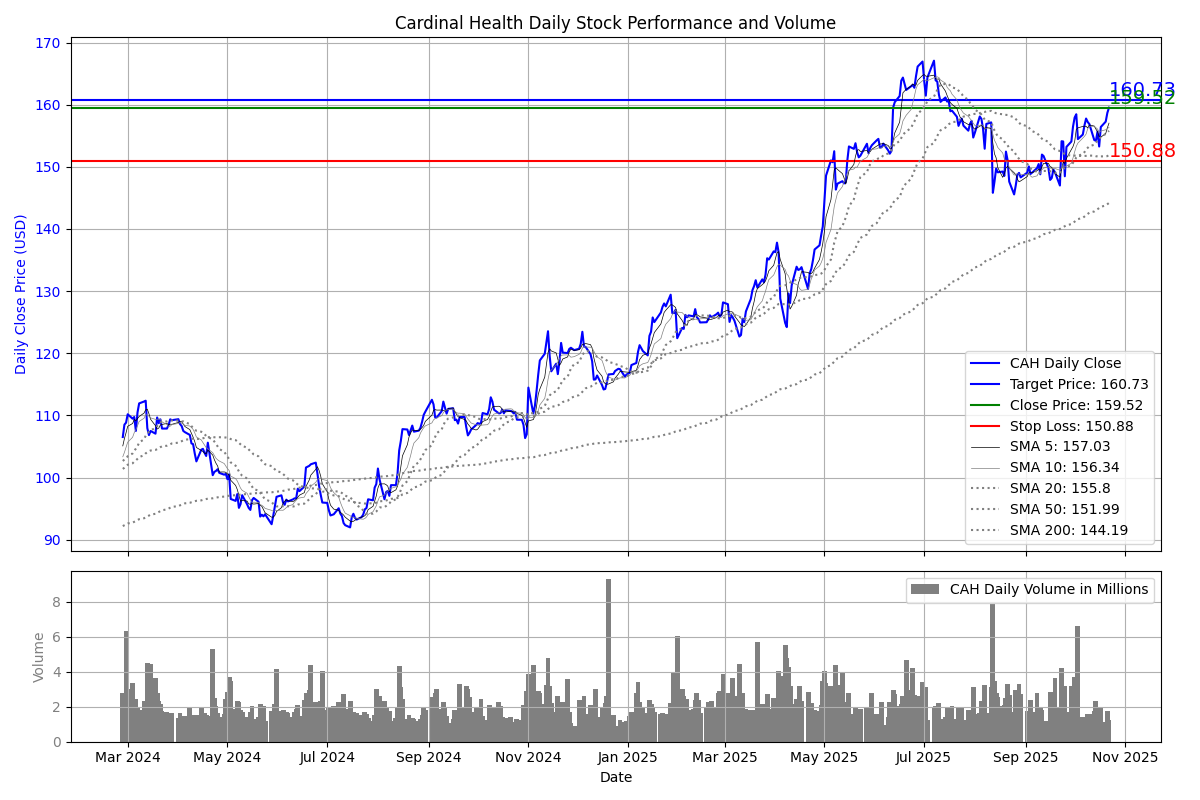 Cardinal Health Daily Stock Performance and Volume
170
160
150
140
130
120
110
100
90
Daily Close Price (USD)
160.73
159.52
150.88
CAH Daily Close
Target Price: 160.73
Close Price: 159.52
Stop Loss: 150.88
SMA 5: 157.03
SMA 10: 156.34
SMA 20: 155.8
SMA 50: 151.99
SMA 200: 144.19
8
6
4
2
0
Volume
CAH Daily Volume in Millions
Mar 2024 May 2024 Jul 2024 Sep 2024 Nov 2024 Jan 2025 Mar 2025 May 2025 Jul 2025 Sep 2025 Nov 2025
Date